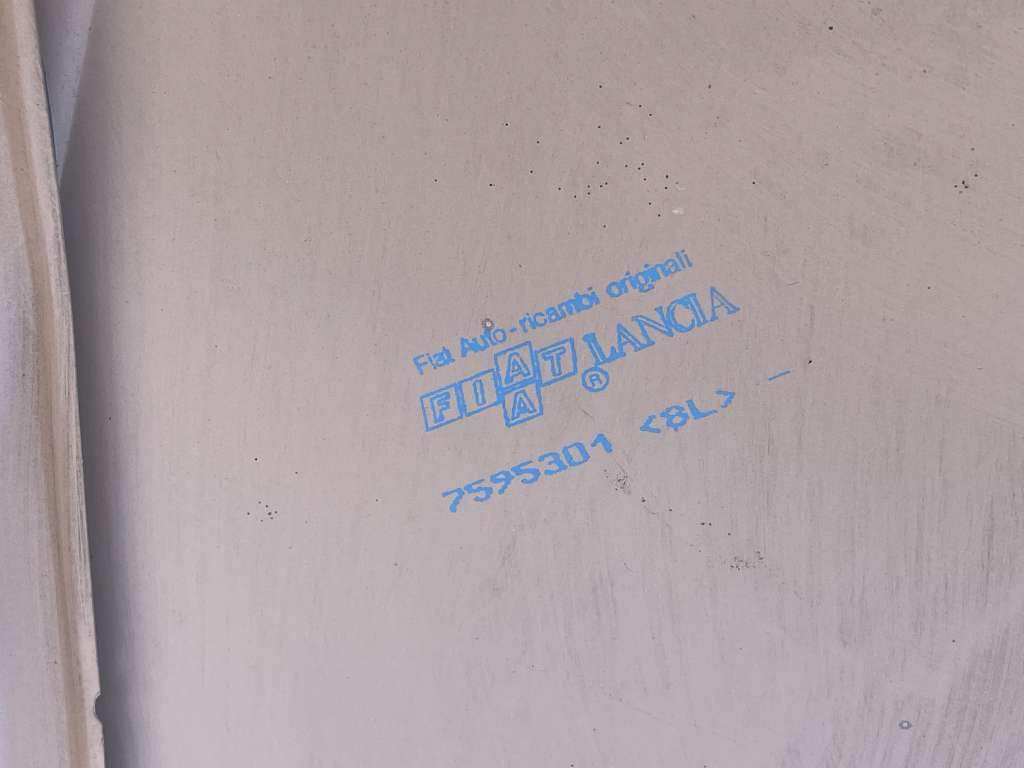 Fiat Auto-ricambi originali
FIAT LANCIA
A ®
7595301 <8L> -